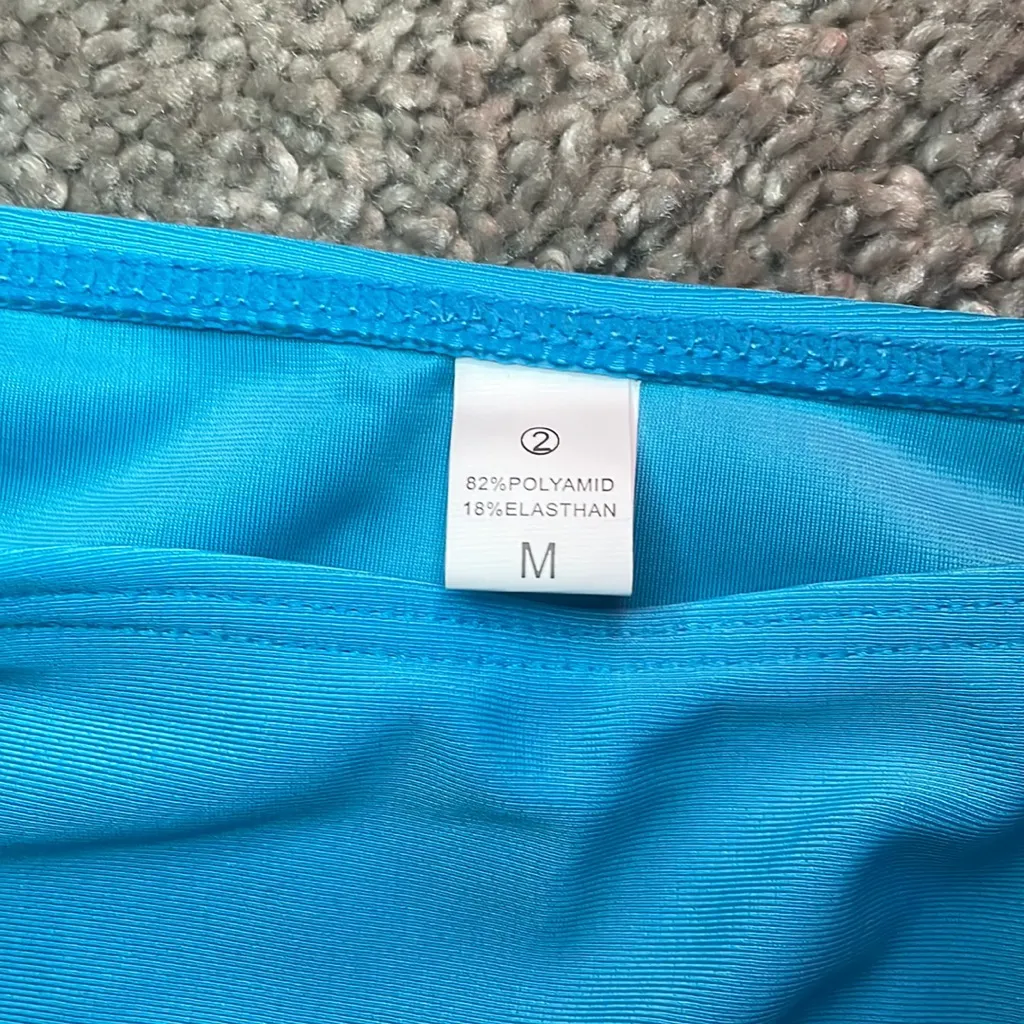 ②
82%POLYAMID
18%ELASTHAN
M